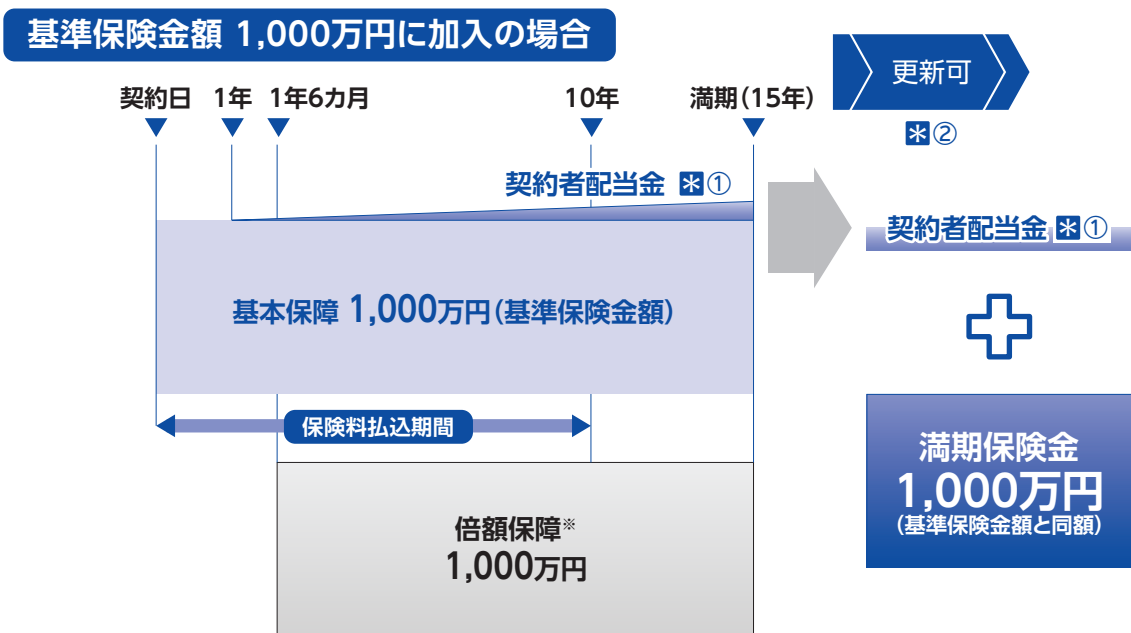 基準保険金額 1,000万円に加入の場合
更新可
*②
契約日 1年 1年6カ月 10年 満期(15年)
契約者配当金 *①
契約者配当金 *①
基本保障 1,000万円(基準保険金額)
保険料払込期間
満期保険金
1,000万円
(基準保険金額と同額)
倍額保障※
1,000万円